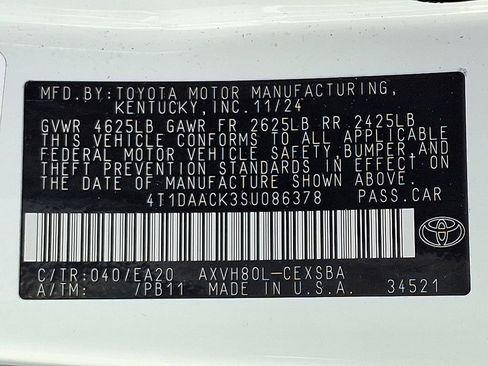 MFD.BY:TOYOTA MOTOR MANUFACTURING,
KENTUCKY, INC. 11/24
GVWR 4625LB GAWR FR 2625LB RR 2425LB
THIS VEHICLE CONFORMS TO ALL APPLICABLE
FEDERAL MOTOR VEHICLE SAFETY,BUMPER,AND
THEFT PREVENTION STANDARDS IN EFFECT ON
THE DATE OF MANUFACTURE SHOWN ABOVE.
4T1DAACK3SU086378 PASS.CAR
C/TR:040/EA20 AXVH80L-CEXSBA
A/TM: /PB11 MADE IN U.S.A. 34521